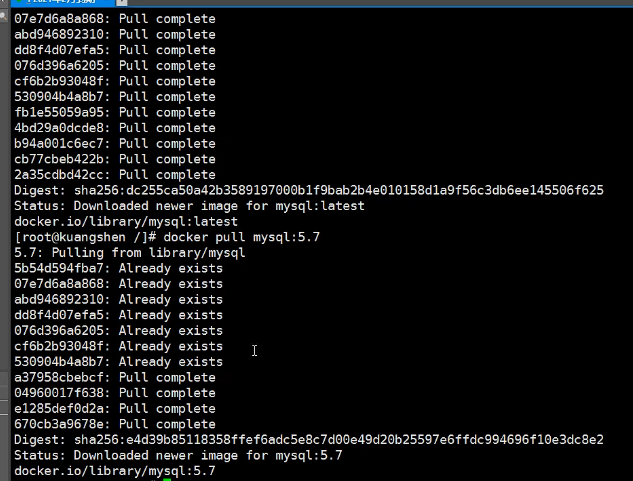 07e7d6a8a868: Pull complete
abd946892310: Pull complete
dd8f4d07efa5: Pull complete
076d396a6205: Pull complete
cf6b2b93048f: Pull complete
530904b4a8b7: Pull complete
fb1e55059a95: Pull complete
4bd29a0dcde8: Pull complete
b94a001c6ec7: Pull complete
cb77cbeb422b: Pull complete
2a35cdbd42cc: Pull complete
Digest: sha256:dc255ca50a42b3589197000b1f9bab2b4e010158d1a9f56c3db6ee145506f625
Status: Downloaded newer image for mysql:latest
docker.io/library/mysql:latest
[root@kuangshen /]# docker pull mysql:5.7
5.7: Pulling from library/mysql
5b54d594fba7: Already exists
07e7d6a8a868: Already exists
abd946892310: Already exists
dd8f4d07efa5: Already exists
076d396a6205: Already exists
cf6b2b93048f: Already exists
530904b4a8b7: Already exists
a37958cbebcf: Pull complete
04960017f638: Pull complete
e1285def0d2a: Pull complete
670cb3a9678e: Pull complete
Digest: sha256:e4d39b85118358ffef6adc5e8c7d00e49d20b25597e6ffdc994696f10e3dc8e2
Status: Downloaded newer image for mysql:5.7
docker.io/library/mysql:5.7